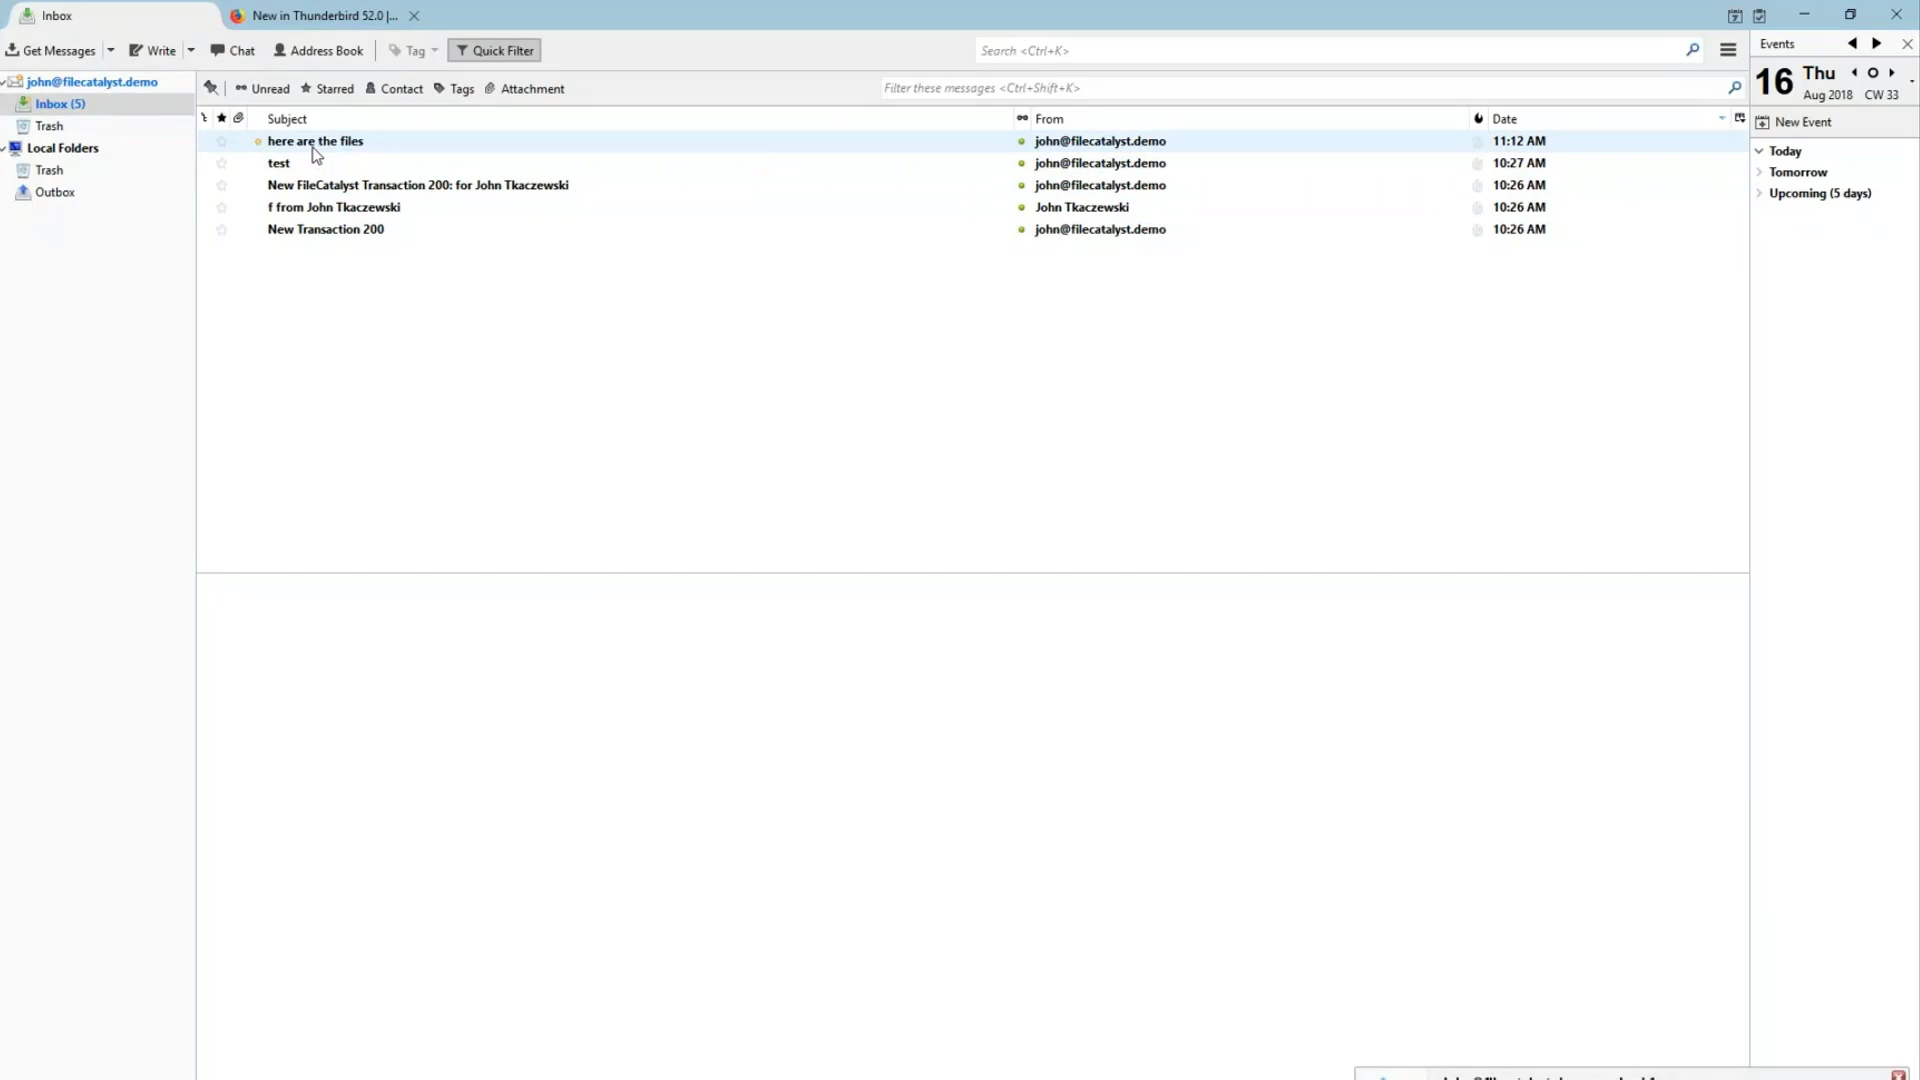 Inbox
New in Thunderbird 52.0 |...
Get Messages Write Chat Address Book Tag Quick Filter
Search <Ctrl+K>
Events
john@filecatalyst.demo
Inbox (5)
Trash
Local Folders
Trash
Outbox
Unread Starred Contact Tags Attachment
Filter these messages <Ctrl+Shift+K>
Subject From Date
here are the files john@filecatalyst.demo 11:12 AM
test john@filecatalyst.demo 10:27 AM
New FileCatalyst Transaction 200: for John Tkaczewski john@filecatalyst.demo 10:26 AM
f from John Tkaczewski John Tkaczewski 10:26 AM
New Transaction 200 john@filecatalyst.demo 10:26 AM
16 Thu
Aug 2018 CW 33
New Event
Today
Tomorrow
Upcoming (5 days)